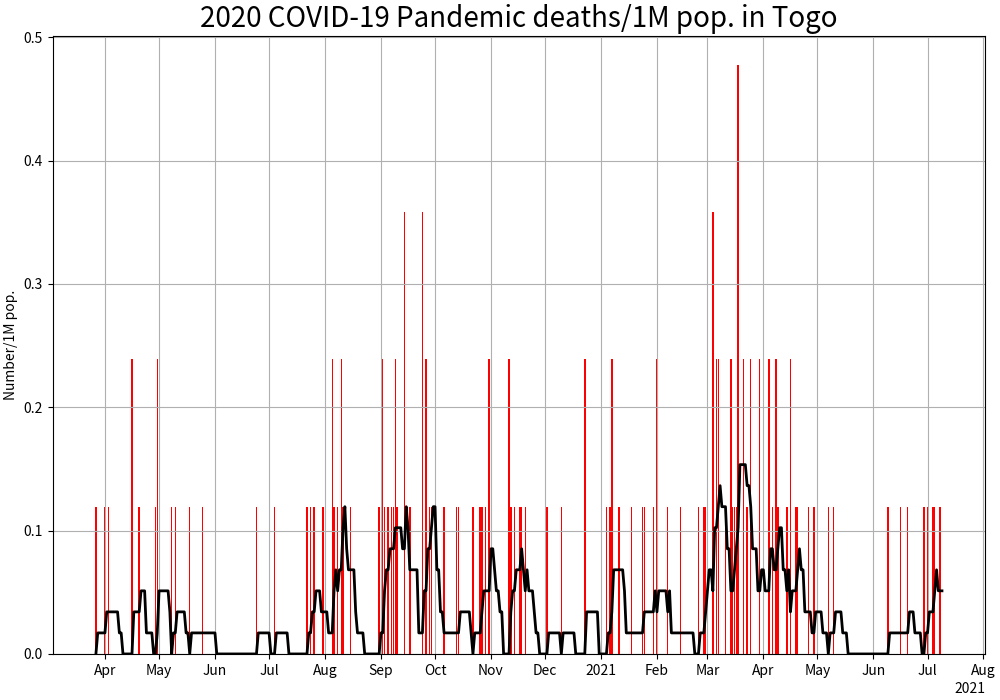 2020 COVID-19 Pandemic deaths/1M pop. in Togo
Number/1M pop.
0.5
0.4
0.3
0.2
0.1
0.0
Apr May Jun Jul Aug Sep Oct Nov Dec 2021 Feb Mar Apr May Jun Jul Aug
2021